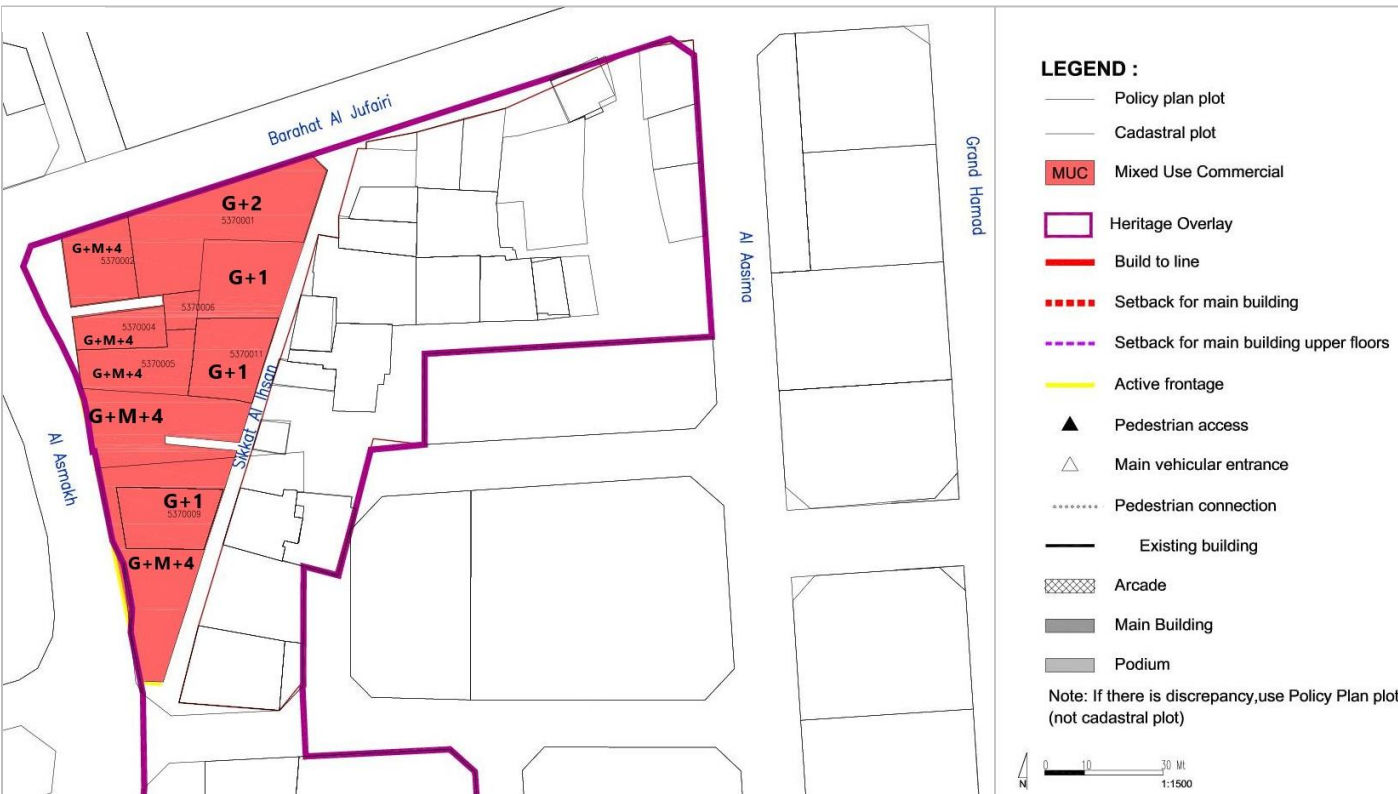 Barahat Al Jufairi
G+2
5370001
G+M+4
5370002
G+1
5370006
5370004
G+M+4
5370011
5370005
G+M+4
G+1
G+M+4
Sikkat Al Ihsan
Al Asmakh
G+1
5370009
G+M+4
Al Aasima
Grand Hamad
LEGEND :
Policy plan plot
Cadastral plot
MUC Mixed Use Commercial
Heritage Overlay
Build to line
Setback for main building
Setback for main building upper floors
Active frontage
Pedestrian access
Main vehicular entrance
Pedestrian connection
Existing building
Arcade
Main Building
Podium
Note: If there is discrepancy,use Policy Plan plot
(not cadastral plot)
N
0 10 30 Mt
1:1500